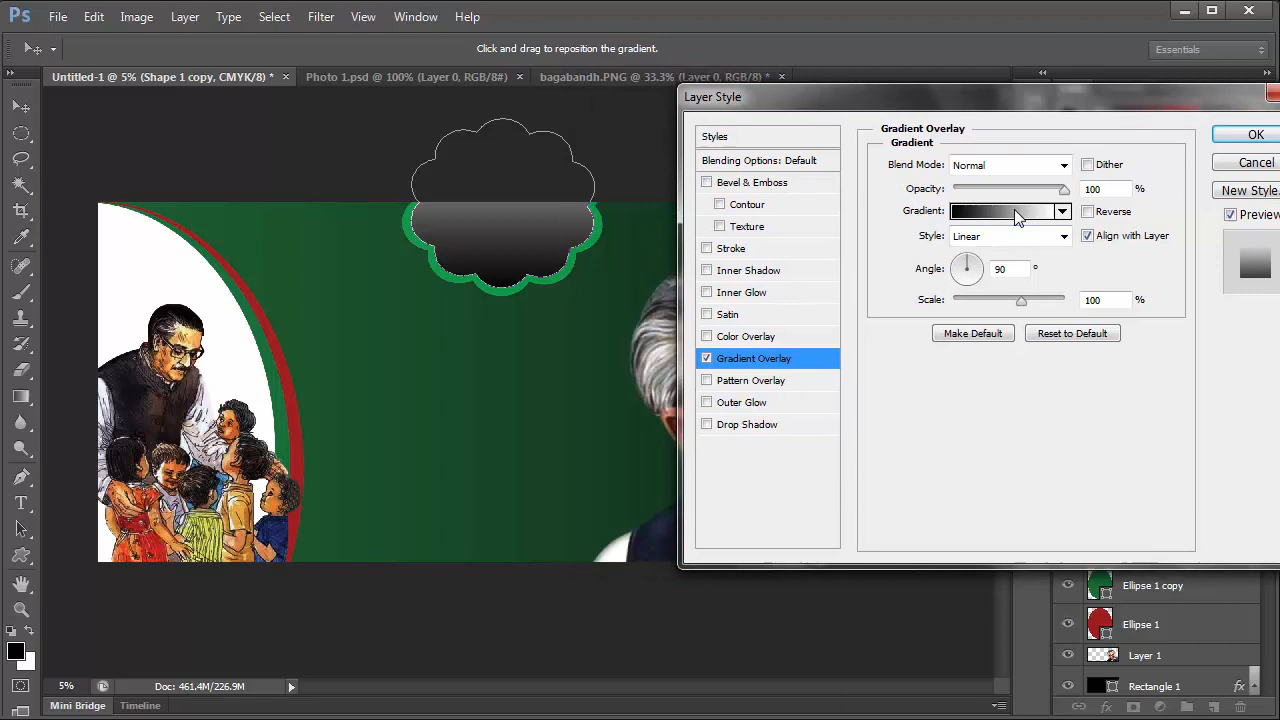 Ps File Edit Image Layer Type Select Filter View Window Help
Click and drag to reposition the gradient. Essentials
Untitled-1 @ 5% (Shape 1 copy, CMYK/8) * × Photo 1.psd @ 100% (Layer 0, RGB/8#) × bagabandh.PNG @ 33.3% (Layer 0, RGB/8) * ×
Layer Style
Styles
Blending Options: Default
Bevel & Emboss
Contour
Texture
Stroke
Inner Shadow
Inner Glow
Satin
Color Overlay
Gradient Overlay
Pattern Overlay
Outer Glow
Drop Shadow
Gradient Overlay
Gradient
Blend Mode: Normal Dither
Opacity: 100 %
Gradient: Reverse
Style: Linear Align with Layer
Angle: 90 °
Scale: 100 %
Make Default Reset to Default
OK
Cancel
New Style
Preview
Ellipse 1 copy
Ellipse 1
Layer 1
Rectangle 1 fx
5% Doc: 461.4M/226.9M
Mini Bridge Timeline